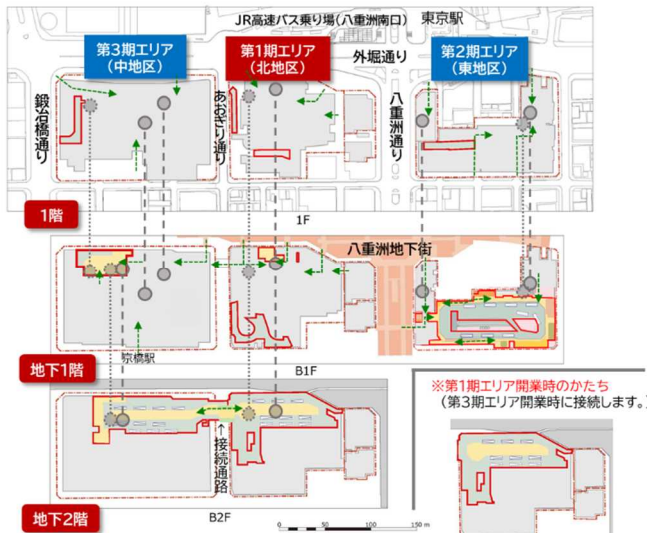 JR高速バス乗り場(八重洲南口)
東京駅
第3期エリア
(中地区)
第1期エリア
(北地区)
外堀通り
第2期エリア
(東地区)
鍛冶橋通り
あおぎり通り
八重洲通り
1階
1F
八重洲地下街
京橋駅
地下1階
B1F
※第1期エリア開業時のかたち
(第3期エリア開業時に接続します。)
↑接続通路
地下2階
B2F
0 50 100 150 m